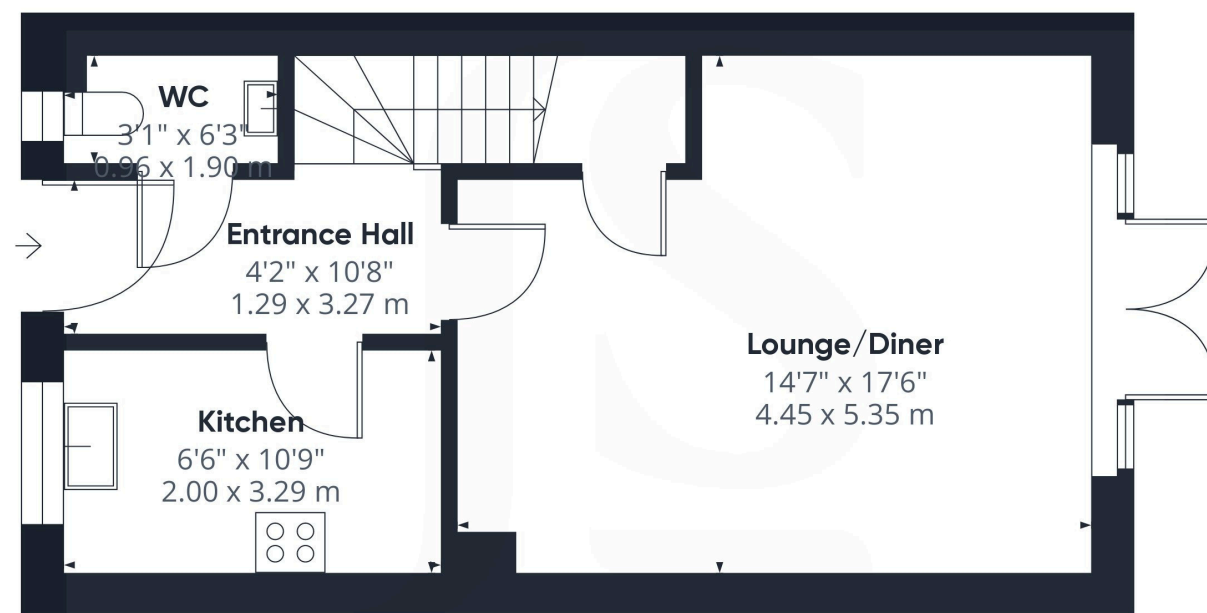 WC
3'1" x 6'3"
0.96 x 1.90 m
Entrance Hall
4'2" x 10'8"
1.29 x 3.27 m
Lounge/Diner
14'7" x 17'6"
4.45 x 5.35 m
Kitchen
6'6" x 10'9"
2.00 x 3.29 m